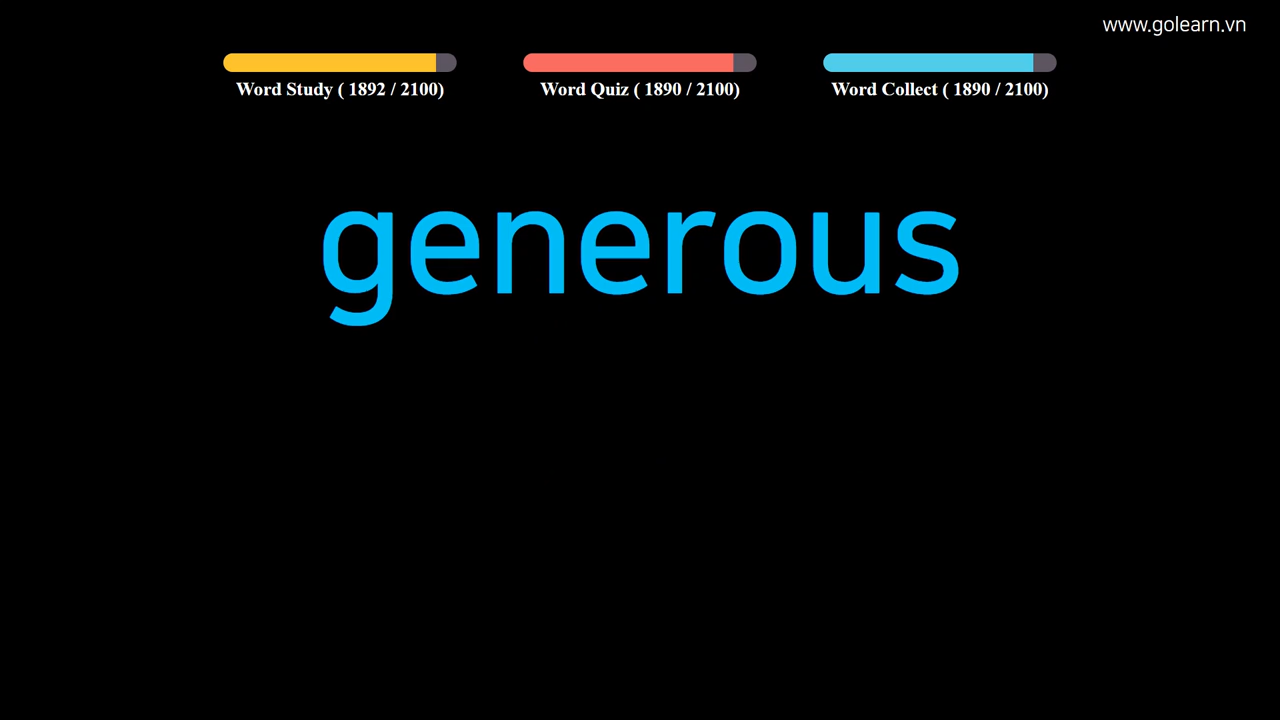 www.golearn.vn
Word Study ( 1892 / 2100)
Word Quiz ( 1890 / 2100)
Word Collect ( 1890 / 2100)
generous